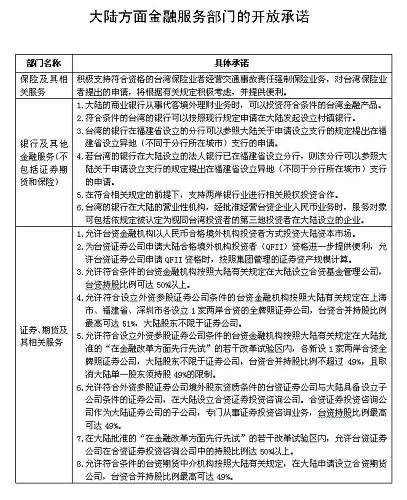 大陆方面金融服务部门的开放承诺
部门名称
具体承诺
保险及其相
关服务
积极支持符合资格的台湾保险业者经营交通事故责任强制保险业务，对台湾保险业
者提出的申请，将根据有关规定积极考虑，并提供便利。
银行及其他
金融服务(不
包括证券期
货和保险)
1.大陆的商业银行从事代客境外理财业务时，可以投资符合条件的台湾金融产品。
2.符合条件的台湾的银行可以按照现行规定申请在大陆发起设立村镇银行。
3.台湾的银行在福建省设立的分行可以参照大陆关于申请设立支行的规定提出在福
建省设立异地（不同于分行所在城市）支行的申请。
4.若台湾的银行在大陆设立的法人银行已在福建省设立分行，则该分行可以参照大
陆关于申请设立支行的规定提出在福建省设立异地（不同于分行所在城市）支行
的申请。
5.在符合相关规定的前提下，支持两岸银行业进行相关股权投资合作。
6.台湾的银行在大陆的营业性机构，经批准经营台资企业人民币业务时，服务对象
可包括依规定被认定为视同台湾投资者的第三地投资者在大陆设立的企业。
证券、期货及
其相关服务
1.允许台资金融机构以人民币合格境外机构投资者方式投资大陆资本市场。
2.为台资证券公司申请大陆合格境外机构投资者（QFII）资格进一步提供便利，允
许台资证券公司申请 QFII 资格时，按照集团管理的证券资产规模计算。
3.允许符合条件的台资金融机构按照大陆有关规定在大陆设立合资基金管理公司，
台资持股比例可达 50%以上。
4.允许符合设立外资参股证券公司条件的台资金融机构按照大陆有关规定在上海
市、福建省、深圳市各设立 1 家两岸合资的全牌照证券公司，台资合并持股比例
最高可达 51%，大陆股东不限于证券公司。
5.允许符合设立外资参股证券公司条件的台资金融机构按照大陆有关规定在大陆批
准的“在金融改革方面先行先试”的若干改革试验区内，各新设 1 家两岸合资全
牌照证券公司，大陆股东不限于证券公司，台资合并持股比例不超过 49%，且取
消大陆单一股东须持股 49%的限制。
6.允许符合外资参股证券公司境外股东资质条件的台资证券公司与大陆具备设立子
公司条件的证券公司，在大陆设立合资证券投资咨询公司。合资证券投资咨询公
司作为大陆证券公司的子公司，专门从事证券投资咨询业务，台资持股比例最高
可达 49%。
7.在大陆批准的“在金融改革方面先行先试”的若干改革试验区内，允许台资证券
公司在合资证券投资咨询公司中的持股比例达 50%以上。
8.允许符合条件的台资期货中介机构按照大陆有关规定，在大陆申请设立合资期货
公司，台资合并持股比例最高可达 49%。